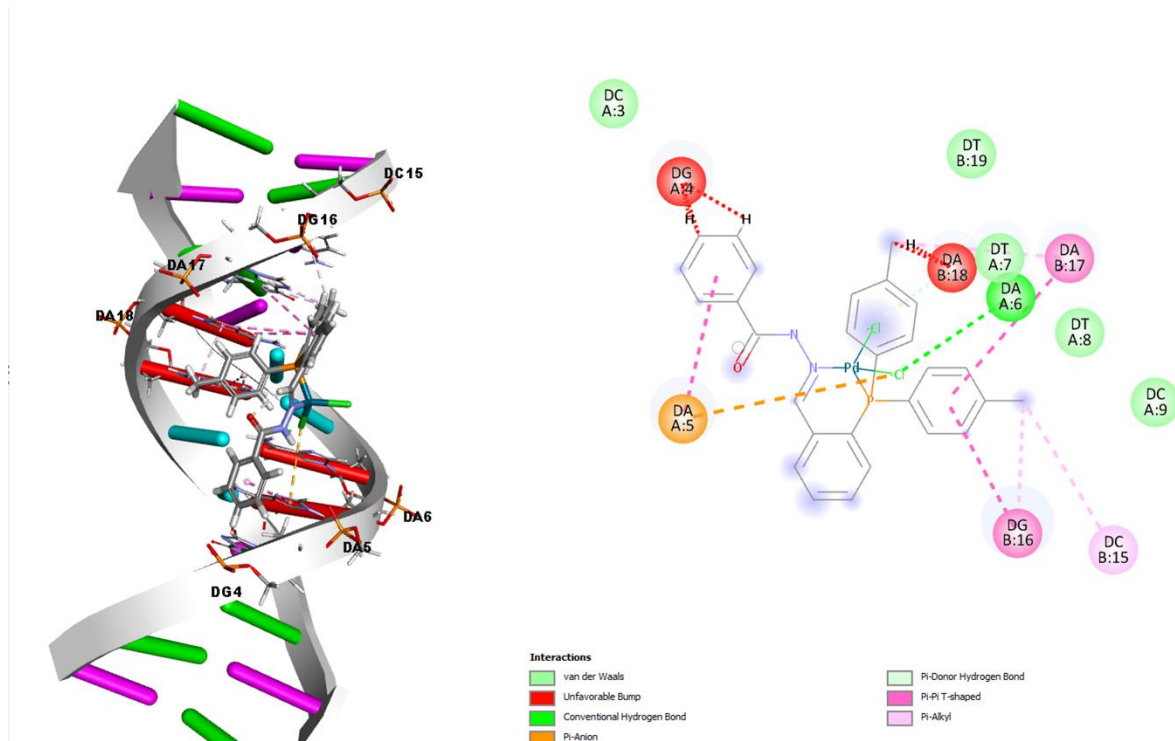 DC15
DG16
DA17
DA18
DA6
DA5
DG4
DC
A:3
DT
B:19
DG
A:4
H
H
H
DA
B:18
DT
A:7
DA
B:17
DA
A:6
DT
A:8
N
O
N
Pd
Cl
Cl
P
DA
A:5
DC
A:9
DG
B:16
DC
B:15
Interactions
van der Waals
Unfavorable Bump
Conventional Hydrogen Bond
Pi-Anion
Pi-Donor Hydrogen Bond
Pi-Pi T-shaped
Pi-Alkyl